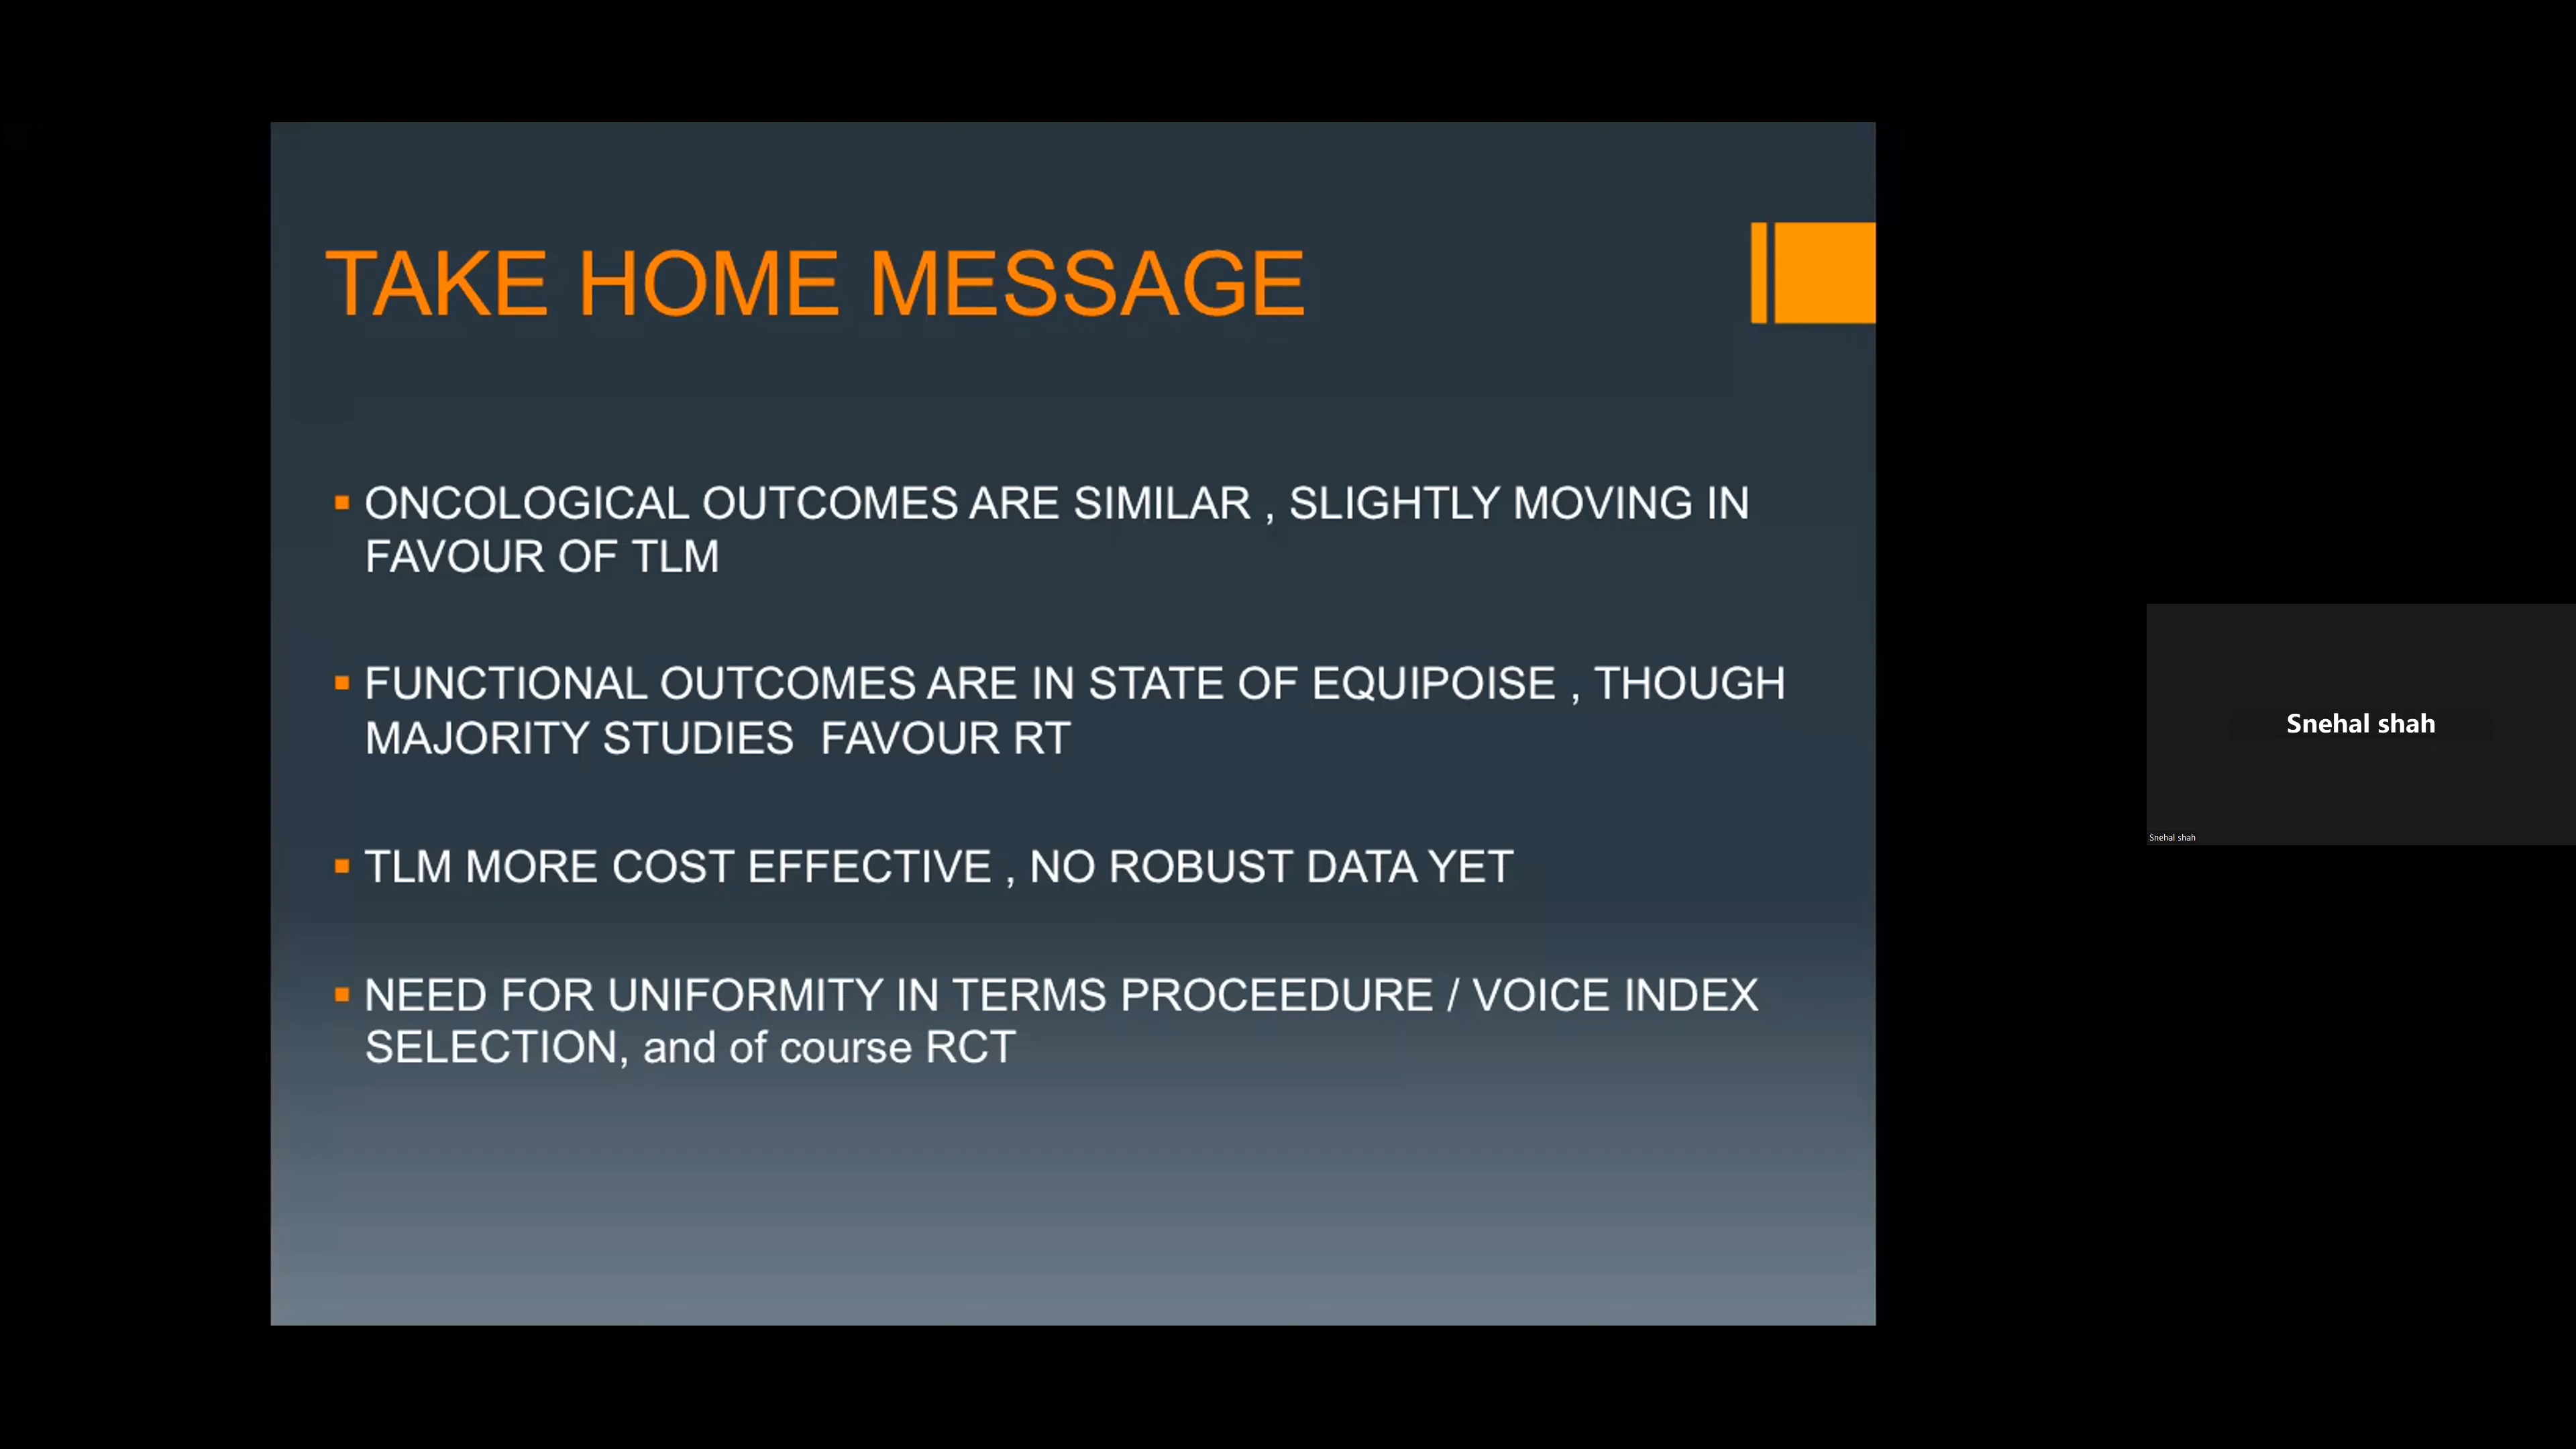 TAKE HOME MESSAGE
ONCOLOGICAL OUTCOMES ARE SIMILAR , SLIGHTLY MOVING IN
FAVOUR OF TLM
FUNCTIONAL OUTCOMES ARE IN STATE OF EQUIPOISE , THOUGH
MAJORITY STUDIES  FAVOUR RT
TLM MORE COST EFFECTIVE , NO ROBUST DATA YET
NEED FOR UNIFORMITY IN TERMS PROCEEDURE / VOICE INDEX
SELECTION, and of course RCT
Snehal shah
Snehal shah